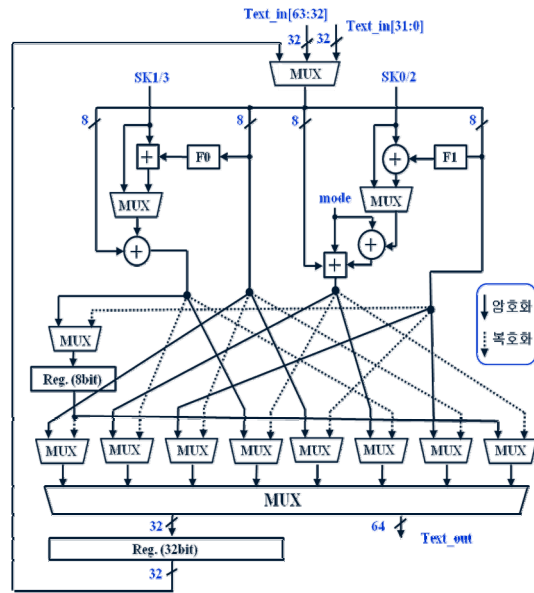 Text_in[63:32]
Text_in[31:0]
32
32
MUX
SK1/3
SK0/2
8
8
8
8
+
F0
+
F1
MUX
MUX
mode
+
+
+
암호화
복호화
MUX
Reg. (8bit)
MUX
MUX
MUX
MUX
MUX
MUX
MUX
MUX
MUX
32
64
Text_out
Reg. (32bit)
32